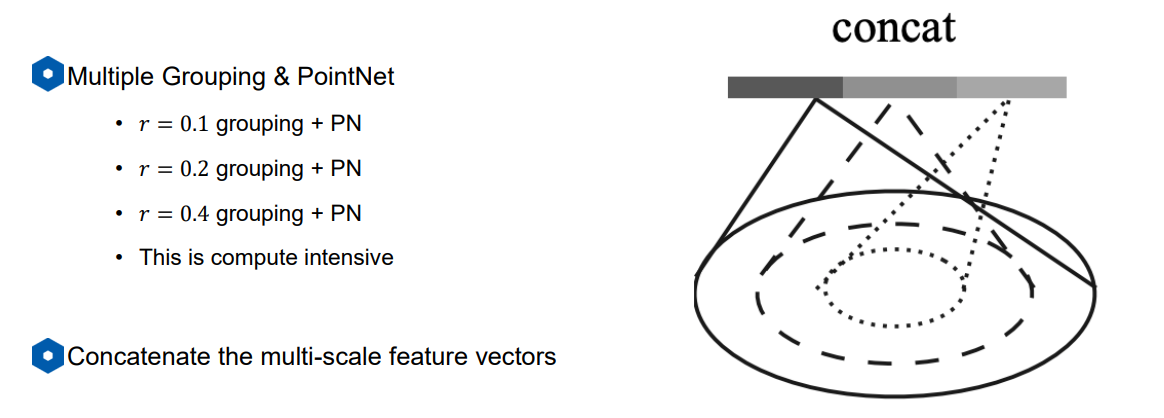 concat
Multiple Grouping & PointNet
• r = 0.1 grouping + PN
• r = 0.2 grouping + PN
• r = 0.4 grouping + PN
• This is compute intensive
Concatenate the multi-scale feature vectors